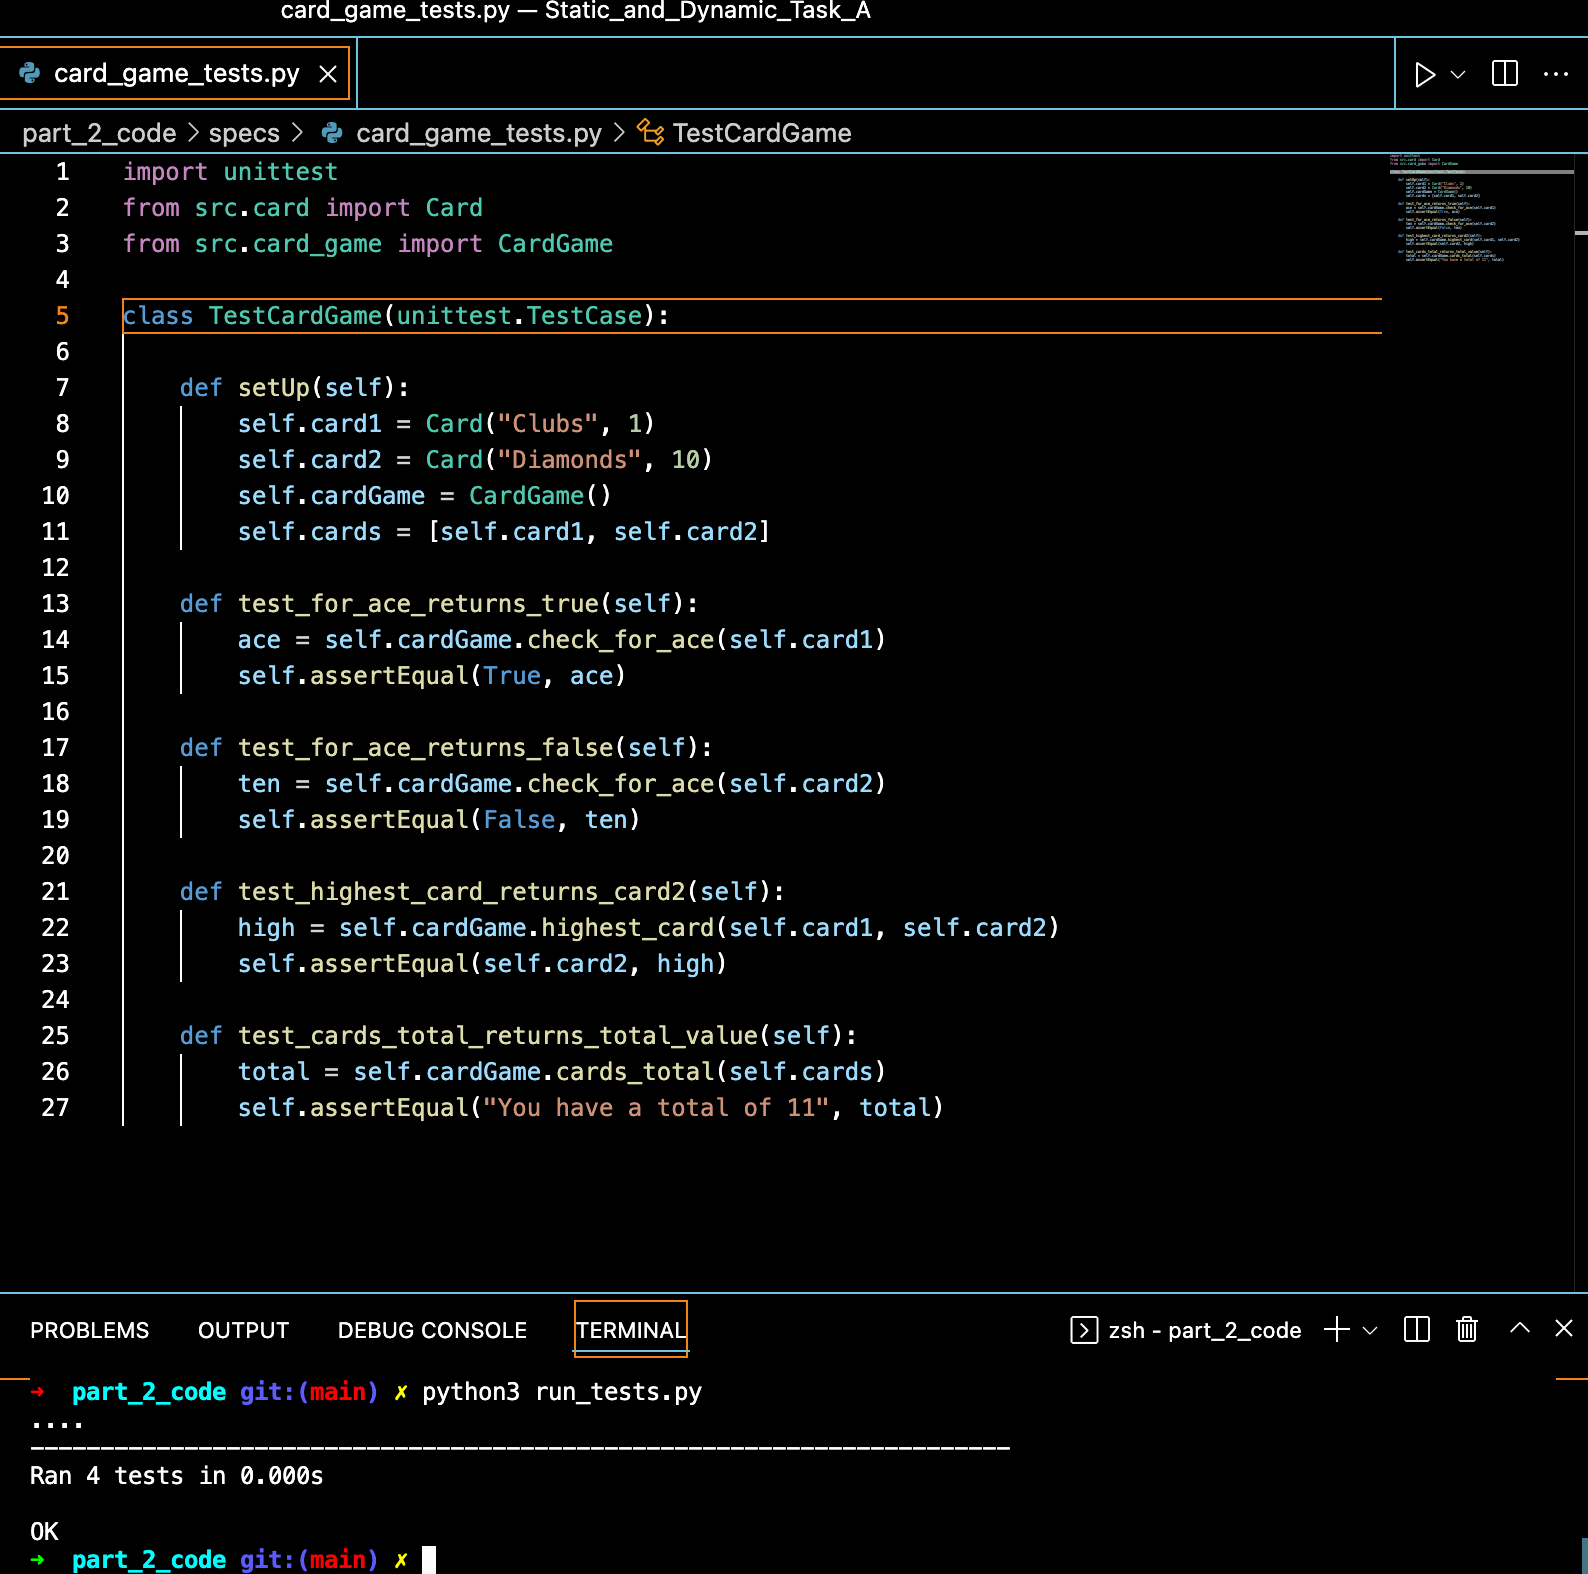 card_game_tests.py — Static_and_Dynamic_Task_A
card_game_tests.py
part_2_code > specs > card_game_tests.py > TestCardGame
1 import unittest
2 from src.card import Card
3 from src.card_game import CardGame
4
5 class TestCardGame(unittest.TestCase):
6
7     def setUp(self):
8         self.card1 = Card("Clubs", 1)
9         self.card2 = Card("Diamonds", 10)
10         self.cardGame = CardGame()
11         self.cards = [self.card1, self.card2]
12
13     def test_for_ace_returns_true(self):
14         ace = self.cardGame.check_for_ace(self.card1)
15         self.assertEqual(True, ace)
16
17     def test_for_ace_returns_false(self):
18         ten = self.cardGame.check_for_ace(self.card2)
19         self.assertEqual(False, ten)
20
21     def test_highest_card_returns_card2(self):
22         high = self.cardGame.highest_card(self.card1, self.card2)
23         self.assertEqual(self.card2, high)
24
25     def test_cards_total_returns_total_value(self):
26         total = self.cardGame.cards_total(self.cards)
27         self.assertEqual("You have a total of 11", total)
PROBLEMS OUTPUT DEBUG CONSOLE TERMINAL zsh - part_2_code
➜ part_2_code git:(main) ✗ python3 run_tests.py
....
----------------------------------------------------------------------
Ran 4 tests in 0.000s
OK
➜ part_2_code git:(main) ✗